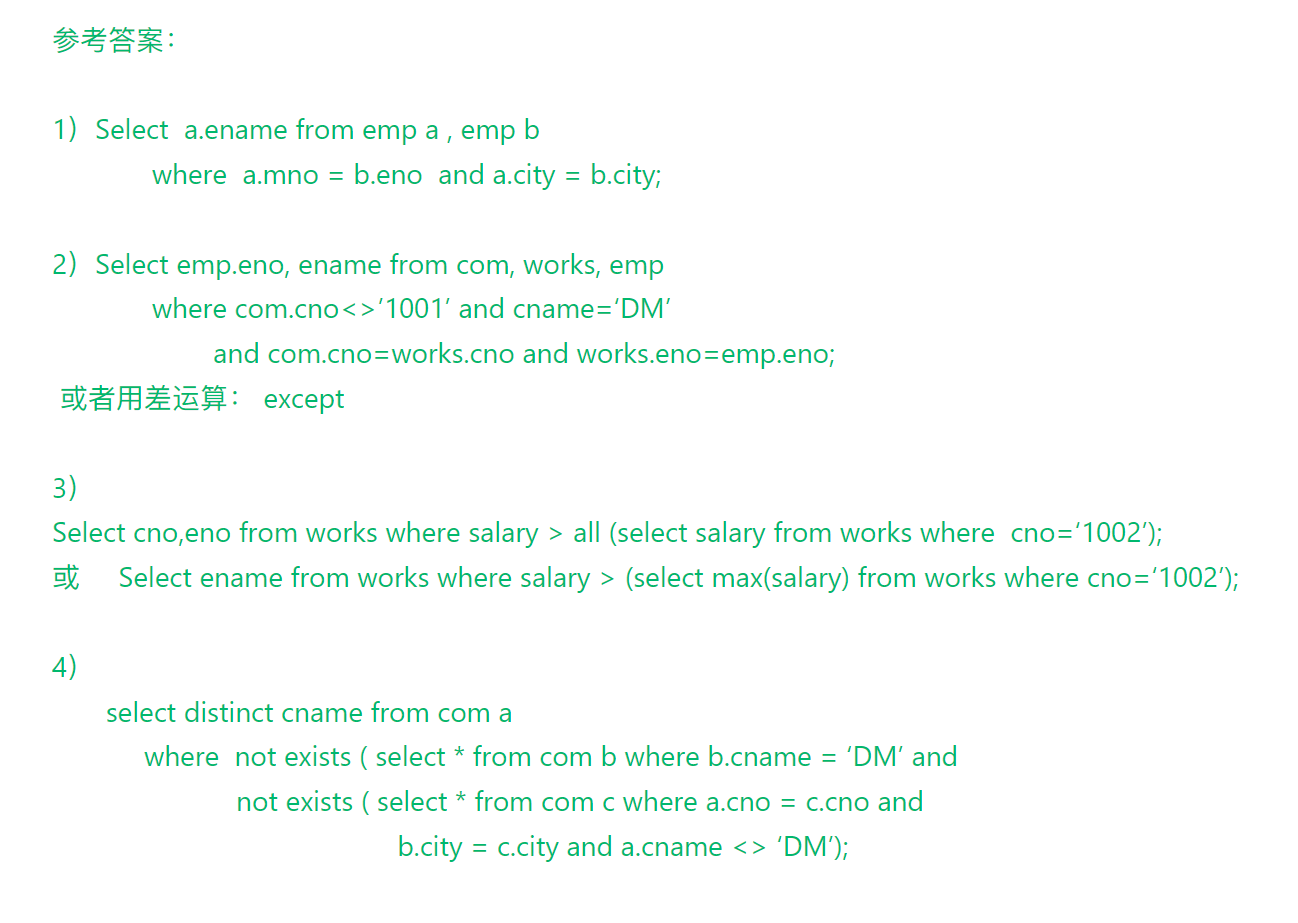 参考答案：
1）Select  a.ename from emp a , emp b
where  a.mno = b.eno  and a.city = b.city;
2）Select emp.eno, ename from com, works, emp
where com.cno<>’1001’ and cname=‘DM’
and com.cno=works.cno and works.eno=emp.eno;
或者用差运算： except
3）
Select cno,eno from works where salary > all (select salary from works where  cno=‘1002’);
或 Select ename from works where salary > (select max(salary) from works where cno=‘1002’);
4）
select distinct cname from com a
where  not exists ( select * from com b where b.cname = ‘DM’ and
not exists ( select * from com c where a.cno = c.cno and
b.city = c.city and a.cname <> ‘DM’);